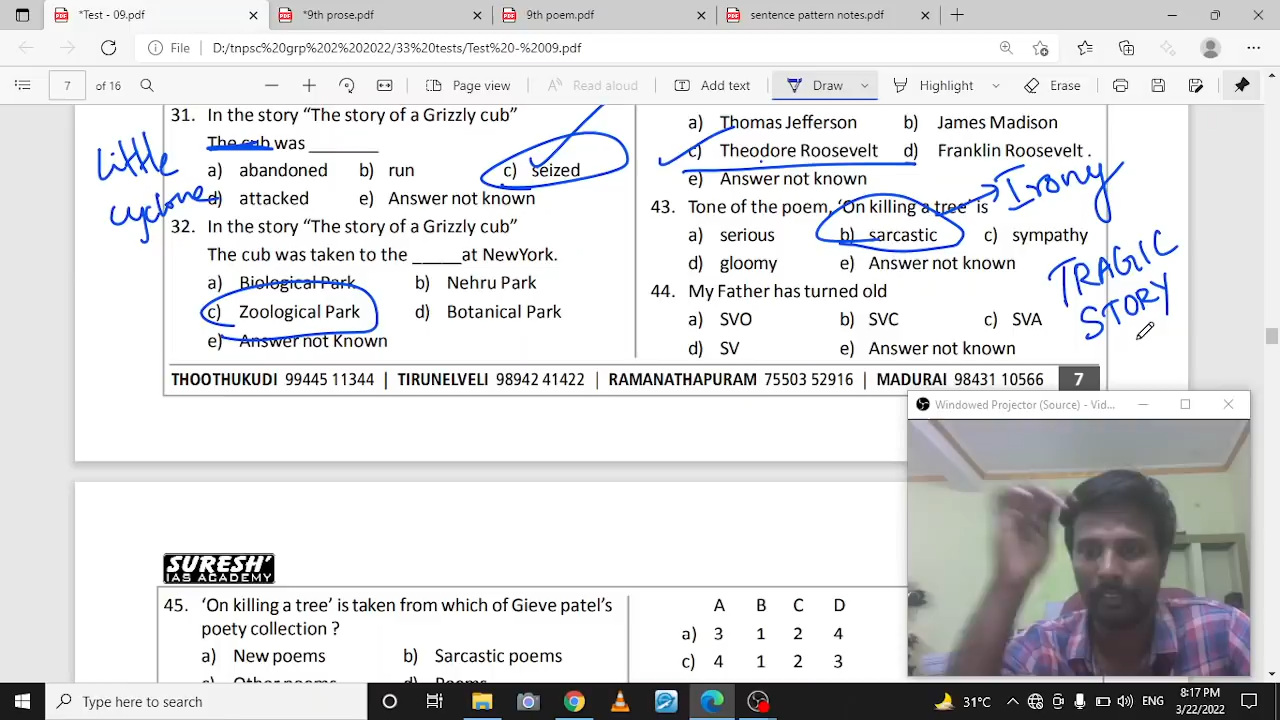 *Test - 09.pdf
*9th prose.pdf
9th poem.pdf
sentence pattern notes.pdf
File
D:/tnpsc%20grp%202%202022/33%20tests/Test%20-%2009.pdf
7
of 16
Page view
Read aloud
Add text
Draw
Highlight
Erase
31. In the story “The story of a Grizzly cub”
The cub was ________
a) abandoned b) run c) seized
d) attacked e) Answer not known
Little
cyclone
32. In the story “The story of a Grizzly cub”
The cub was taken to the _____at NewYork.
a) Biological Park b) Nehru Park
c) Zoological Park d) Botanical Park
e) Answer not Known
a) Thomas Jefferson b) James Madison
c) Theodore Roosevelt d) Franklin Roosevelt .
e) Answer not known
43. Tone of the poem, ‘On killing a tree’ is
a) serious b) sarcastic c) sympathy
d) gloomy e) Answer not known
Irony
44. My Father has turned old
a) SVO b) SVC c) SVA
d) SV e) Answer not known
TRAGIC
STORY
THOOTHUKUDI 99445 11344 | TIRUNELVELI 98942 41422 | RAMANATHAPURAM 75503 52916 | MADURAI 98431 10566 7
Windowed Projector (Source) - Vid...
SURESH’
IAS ACADEMY
45. ‘On killing a tree’ is taken from which of Gieve patel’s
poety collection ?
a) New poems b) Sarcastic poems
c) Other poems d) Poems
A B C D
a) 3 1 2 4
c) 4 1 2 3
Type here to search
31°C
ENG
8:17 PM
3/22/2022